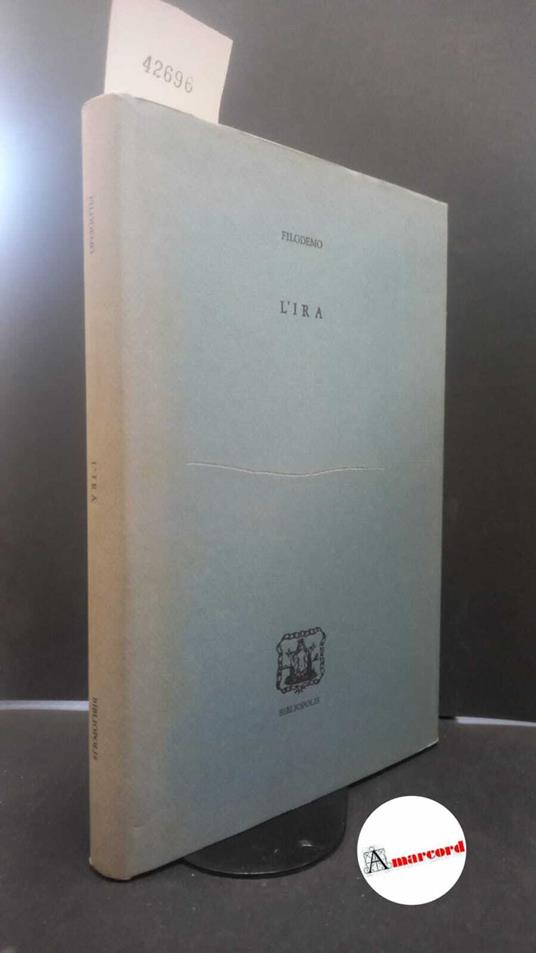 42696
FILODEMO
L'IRA
BIBLIOPOLIS
FILODEMO
L'IRA
BIBLIOPOLIS
Amarcord